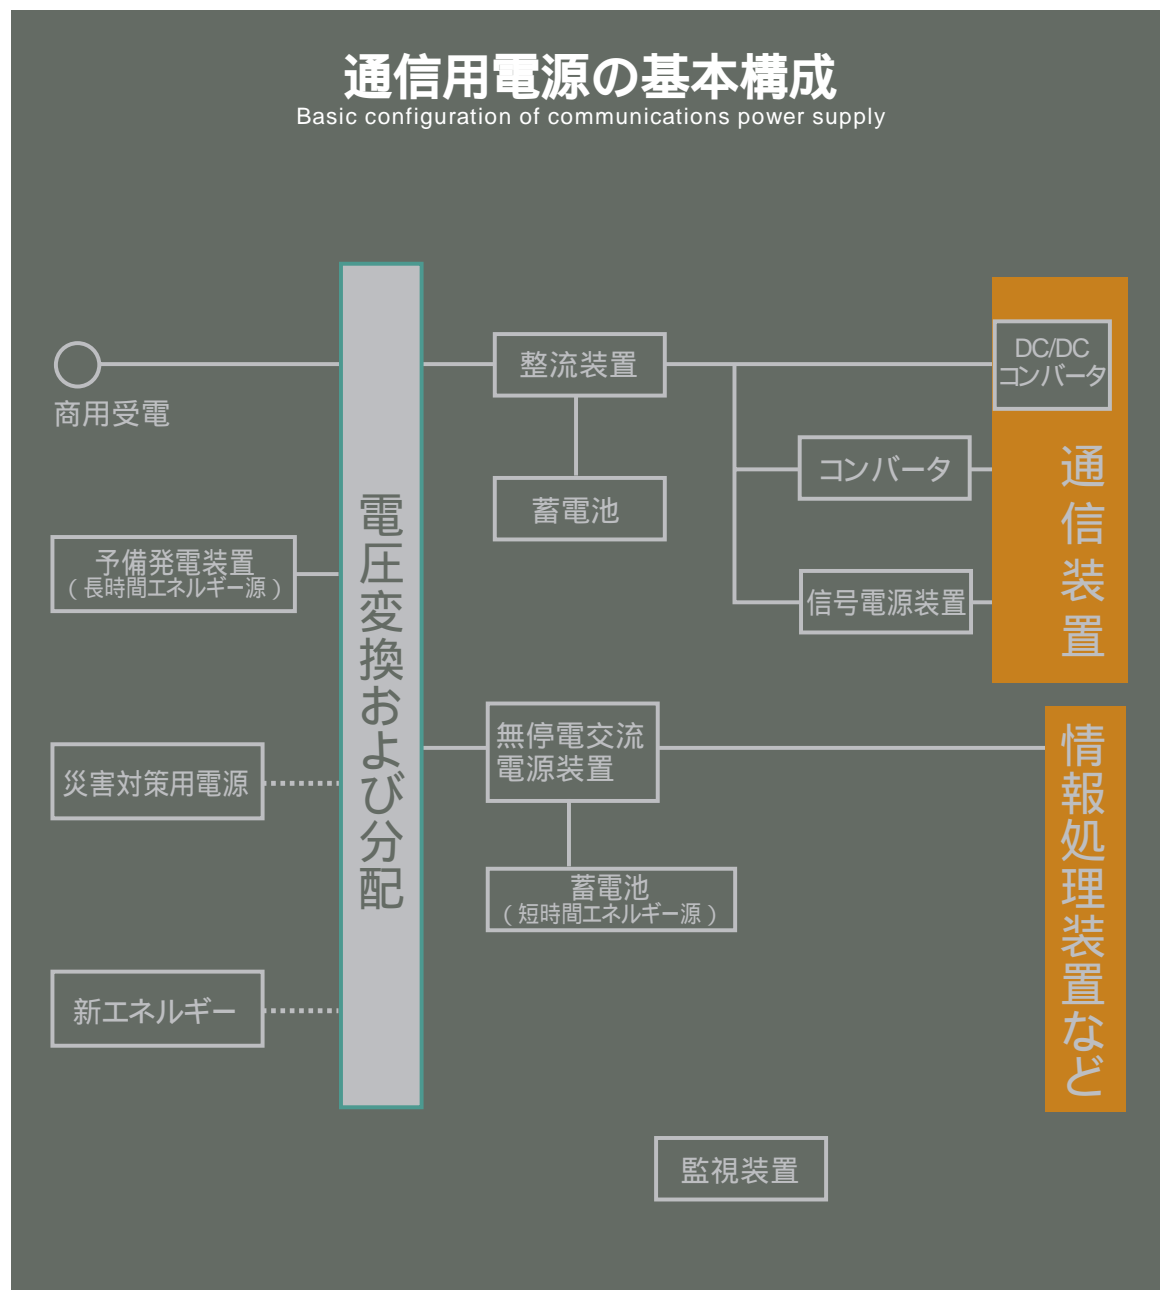 通信用電源の基本構成
Basic configuration of communications power supply
商用受電
予備発電装置
(長時間エネルギー源)
災害対策用電源
新エネルギー
電圧変換および分配
整流装置
蓄電池
無停電交流
電源装置
蓄電池
(短時間エネルギー源)
DC/DC
コンバータ
コンバータ
信号電源装置
通信装置
情報処理装置など
監視装置